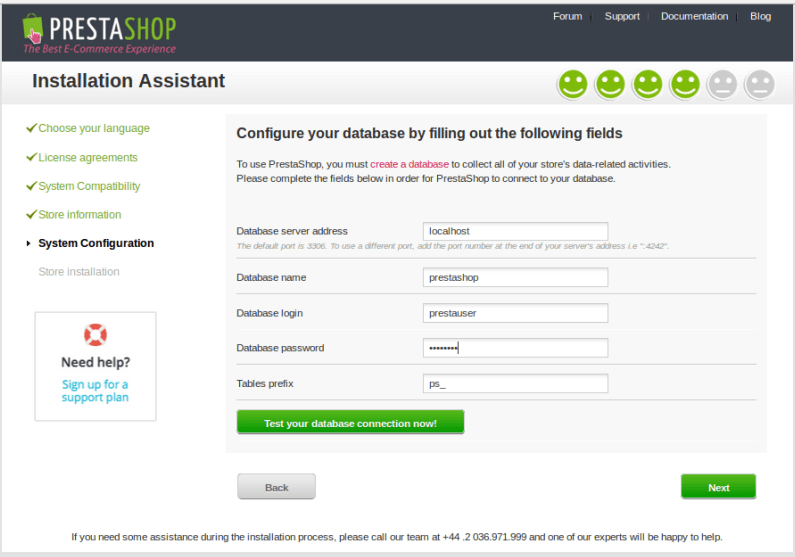 Forum Support Documentation Blog
PRESTASHOP
The Best E-Commerce Experience
Installation Assistant
Choose your language
License agreements
System Compatibility
Store information
System Configuration
Store installation
Need help?
Sign up for a
support plan
Configure your database by filling out the following fields
To use PrestaShop, you must create a database to collect all of your store's data-related activities.
Please complete the fields below in order for PrestaShop to connect to your database.
Database server address localhost
The default port is 3306. To use a different port, add the port number at the end of your server's address i.e ":4242".
Database name prestashop
Database login prestauser
Database password ••••••••
Tables prefix ps_
Test your database connection now!
Back Next
If you need some assistance during the installation process, please call our team at +44 .2 036.971.999 and one of our experts will be happy to help.